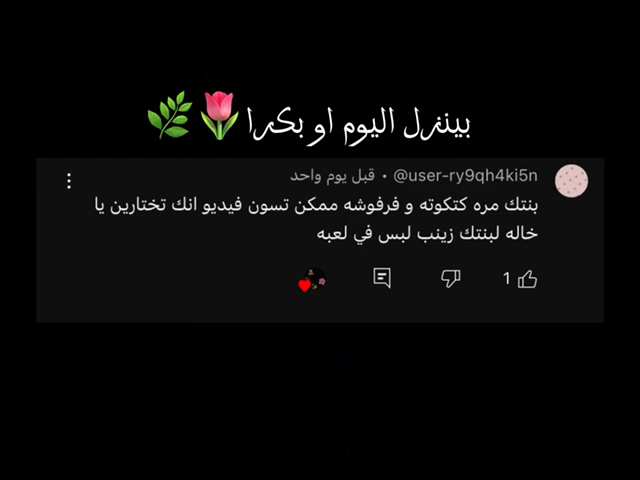 بينزل اليوم او بكرا🌷🌿
@user-ry9qh4ki5n • قبل يوم واحد
بنتك مره كتكوته و فرفوشه ممكن تسون فيديو انك تختارين يا
خاله لبنتك زينب لبس في لعبه
1